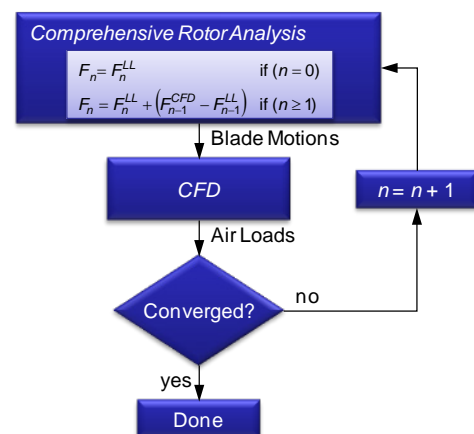 Comprehensive Rotor Analysis
Fₙ = Fₙᴸᴸ if (n = 0)
Fₙ = Fₙᴸᴸ + (Fₙ₋₁ᶜᶠᴰ − Fₙ₋₁ᴸᴸ) if (n ≥ 1)
Blade Motions
CFD
n = n + 1
Air Loads
Converged?
no
yes
Done